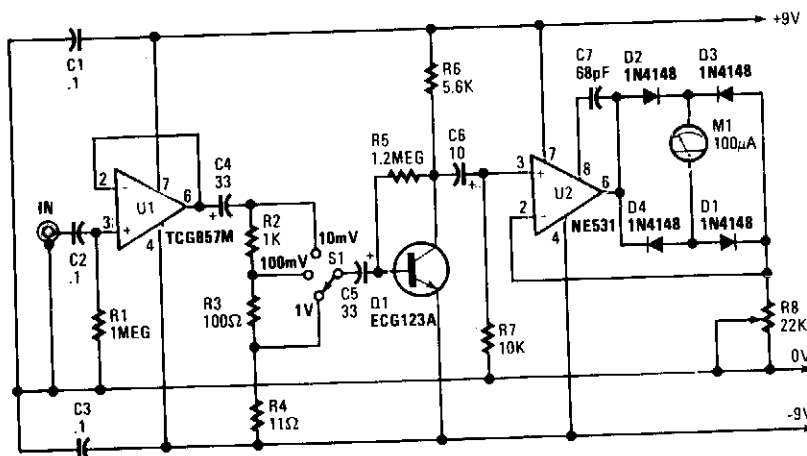 +9V
C1
.1
R6
5.6K
C7
68pF
D2
1N4148
D3
1N4148
R5
1.2MEG
C6
10
+
M1
100µA
2
-
7
U1
6
3
+
4
TCG857M
C4
33
+
IN
C2
.1
R1
1MEG
R2
1K
10mV
100mV
S1
1V
R3
100Ω
C5
33
+
Q1
ECG123A
3
+
7
8
U2
6
2
-
4
NE531
D4
1N4148
D1
1N4148
R7
10K
R8
22K
0V
C3
.1
R4
11Ω
-9V